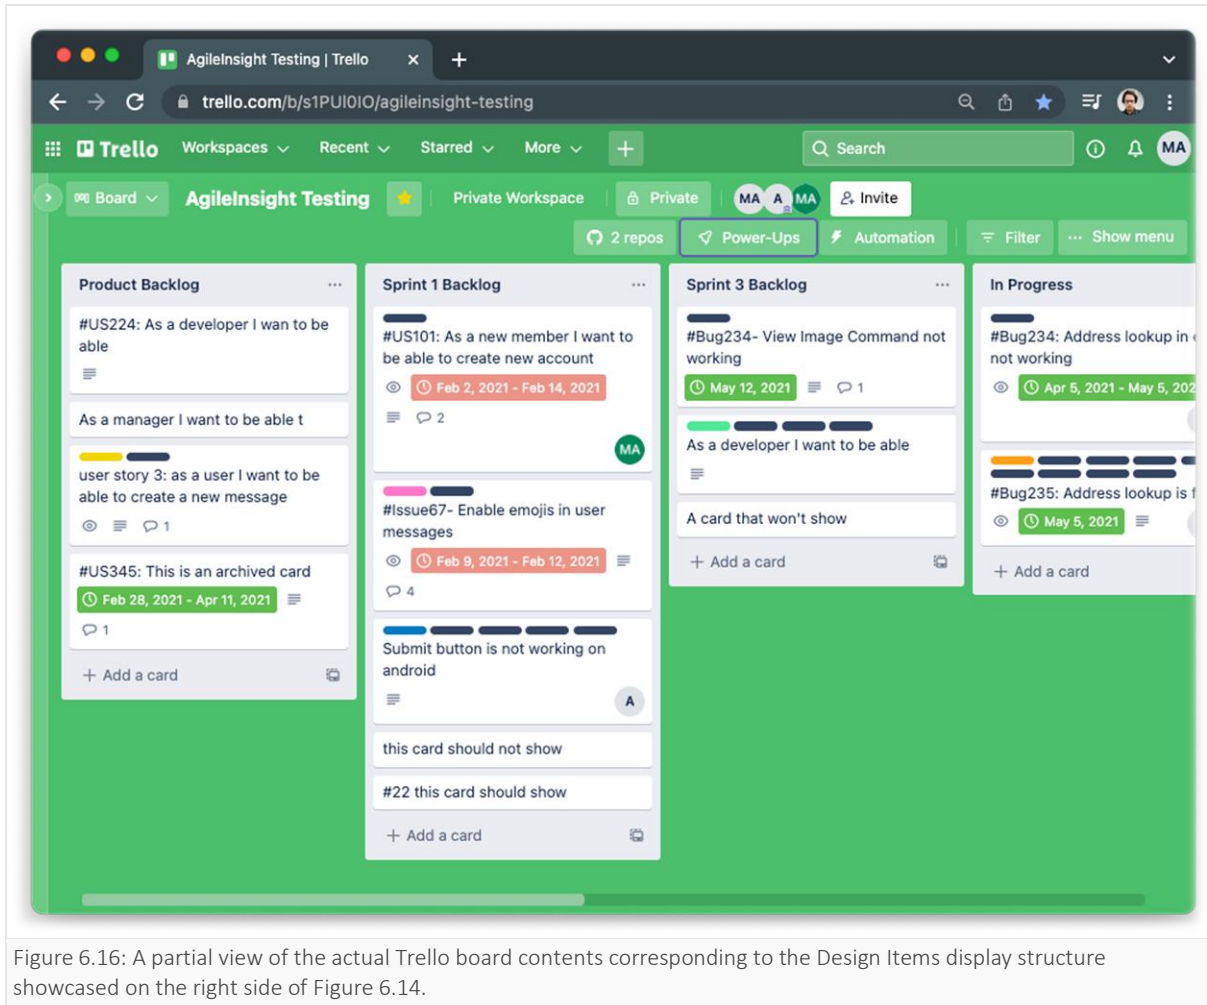 AgileInsight Testing | Trello
trello.com/b/s1PUI0IO/agileinsight-testing
Trello Workspaces Recent Starred More Search MA
Board AgileInsight Testing Private Workspace Private MA A MA Invite
2 repos Power-Ups Automation Filter Show menu
Product Backlog
#US224: As a developer I wan to be
able
As a manager I want to be able t
user story 3: as a user I want to be
able to create a new message
1
#US345: This is an archived card
Feb 28, 2021 - Apr 11, 2021
1
+ Add a card
Sprint 1 Backlog
#US101: As a new member I want to
be able to create new account
Feb 2, 2021 - Feb 14, 2021
2
MA
#Issue67- Enable emojis in user
messages
Feb 9, 2021 - Feb 12, 2021
4
Submit button is not working on
android
A
this card should not show
#22 this card should show
+ Add a card
Sprint 3 Backlog
#Bug234- View Image Command not
working
May 12, 2021 1
As a developer I want to be able
A card that won't show
+ Add a card
In Progress
#Bug234: Address lookup in
not working
Apr 5, 2021 - May 5, 202
#Bug235: Address lookup is f
May 5, 2021
+ Add a card
Figure 6.16: A partial view of the actual Trello board contents corresponding to the Design Items display structure
showcased on the right side of Figure 6.14.